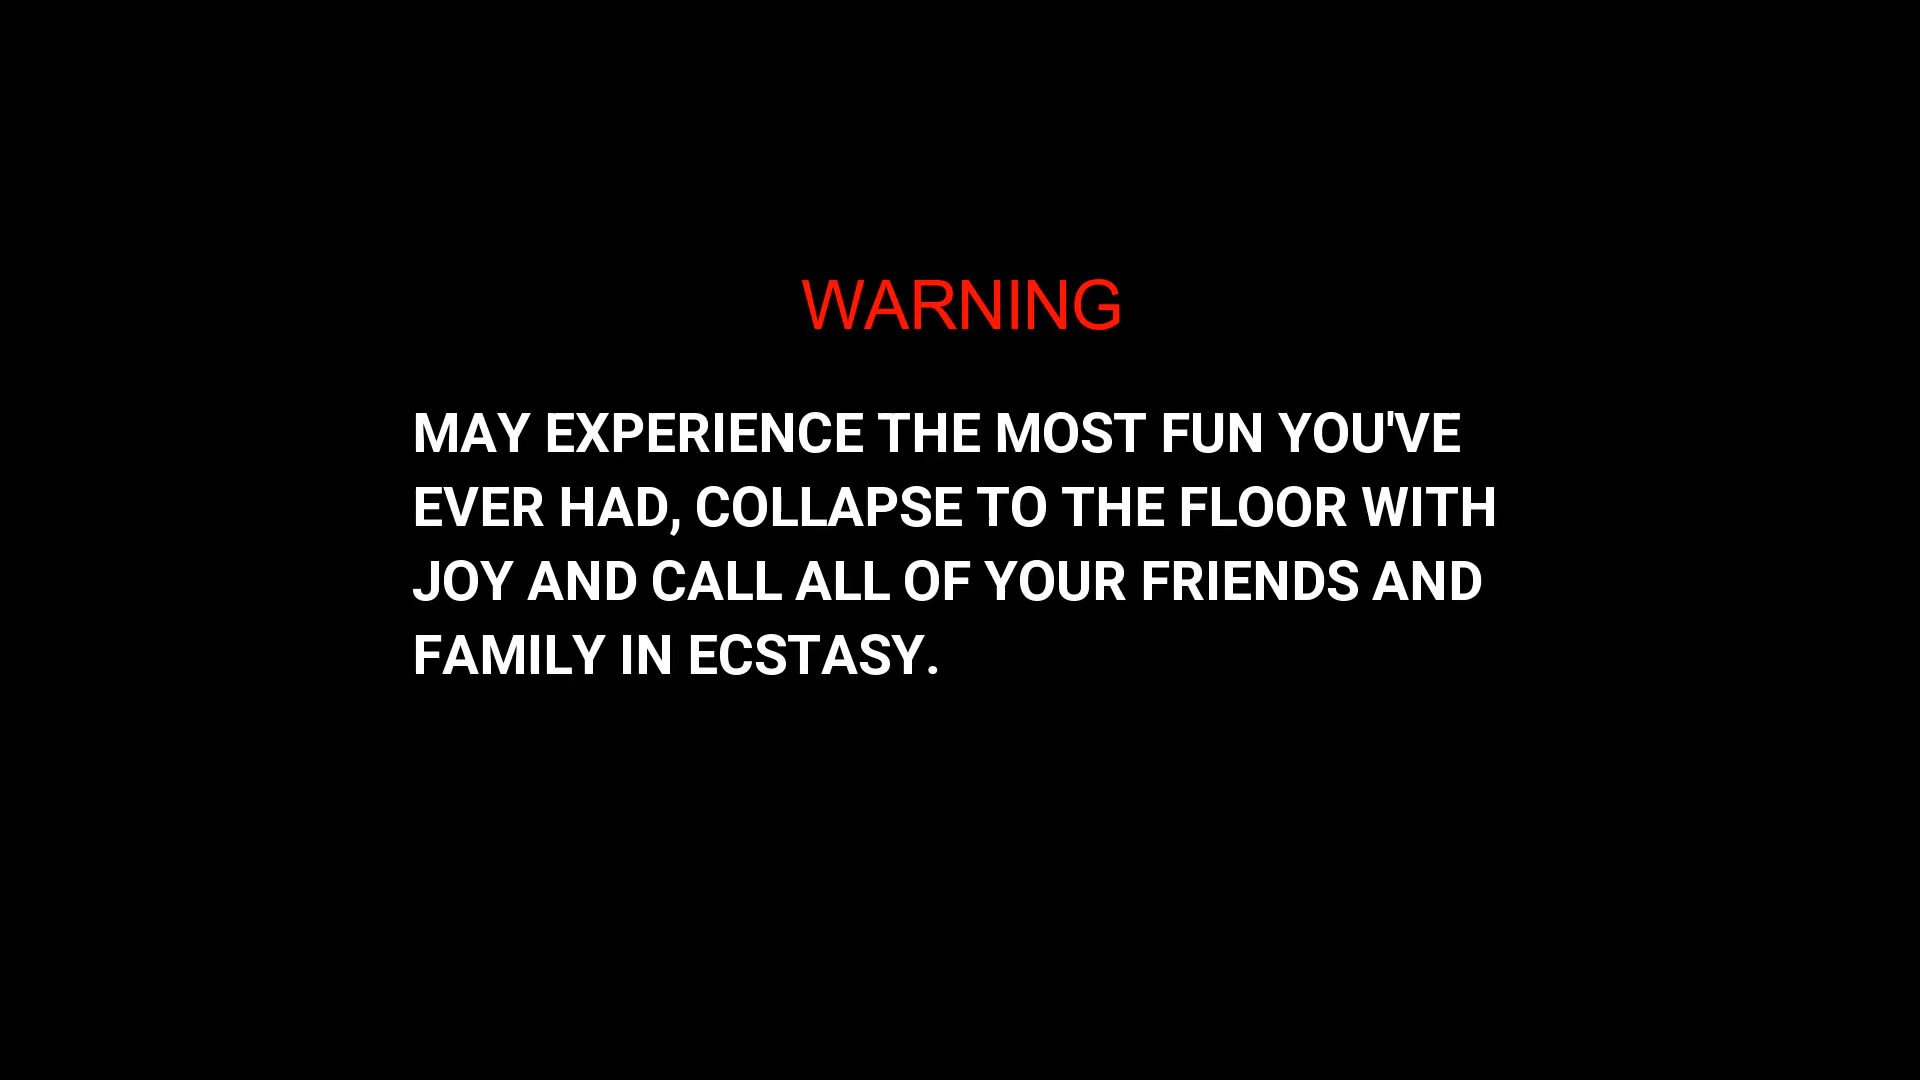 WARNING
MAY EXPERIENCE THE MOST FUN YOU'VE
EVER HAD, COLLAPSE TO THE FLOOR WITH
JOY AND CALL ALL OF YOUR FRIENDS AND
FAMILY IN ECSTASY.